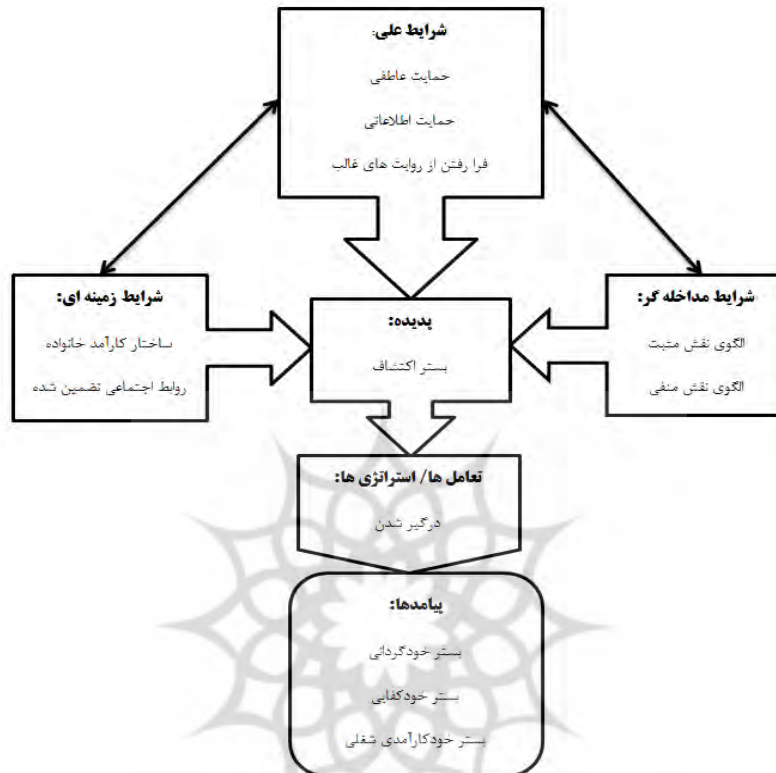 شرایط علی:
حمایت عاطفی
حمایت اطلاعاتی
فرا رفتن از روایت های غالب
شرایط مداخله گر:
الگوی نقش مثبت
الگوی نقش منفی
پدیده:
بستر اکتشاف
شرایط زمینه ای:
ساختار کارآمد خانواده
روابط اجتماعی تضمین شده
تعامل ها/ استراتژی ها:
درگیر شدن
پیامدها:
بستر خودگردانی
بستر خودکفایی
بستر خودکارآمدی شغلی